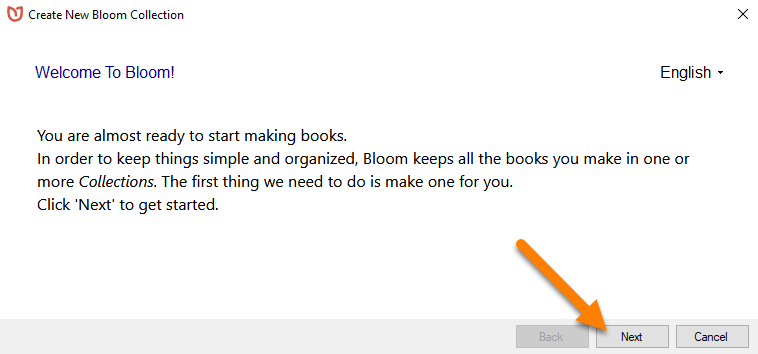 Create New Bloom Collection
Welcome To Bloom!
English
You are almost ready to start making books.
In order to keep things simple and organized, Bloom keeps all the books you make in one or
more Collections. The first thing we need to do is make one for you.
Click 'Next' to get started.
Back
Next
Cancel